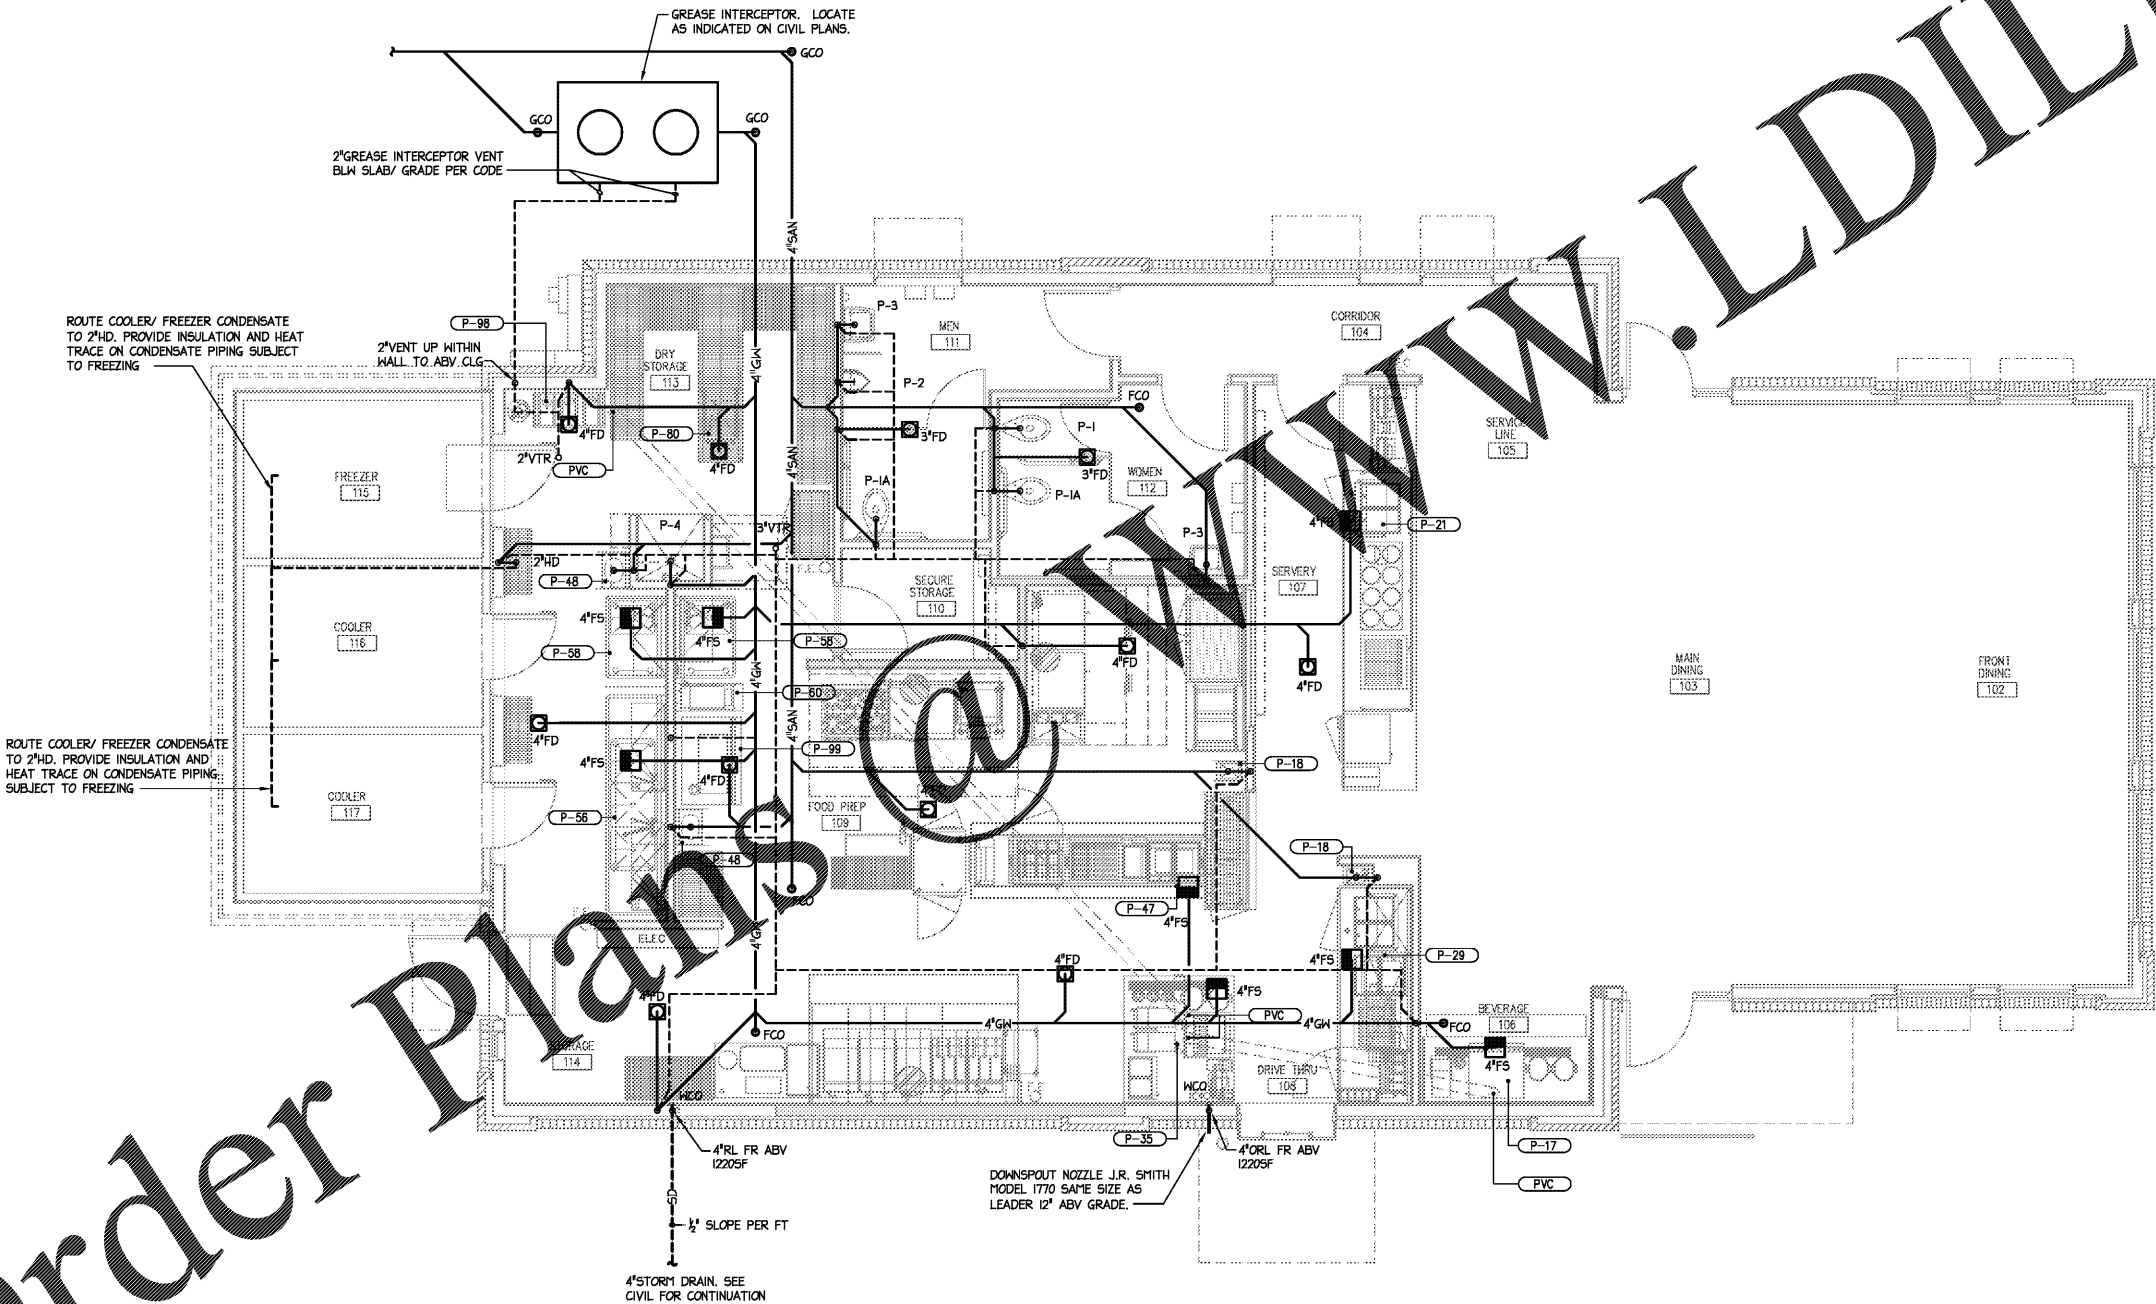 GREASE INTERCEPTOR. LOCATE
AS INDICATED ON CIVIL PLANS.
GCO
GCO
GCO
2"GREASE INTERCEPTOR VENT
BLW SLAB/ GRADE PER CODE
4"SAN
ROUTE COOLER/ FREEZER CONDENSATE
TO 2"HD. PROVIDE INSULATION AND HEAT
TRACE ON CONDENSATE PIPING SUBJECT
TO FREEZING
P-98
2"VENT UP WITHIN
WALL TO ABV CLG
DRY
STORAGE
113
4"GW
P-3
MEN
111
P-2
CORRIDOR
104
FCO
4"FD
P-80
4"FD
2"VTR
PVC
4"SAN
3"FD
P-1
3"FD
P-1A
WOMEN
112
P-1A
SERVICE
LINE
105
FREEZER
115
P-4
3"VTR
P-3
4"FS
P-21
2"HD
P-48
F.E.
SECURE
STORAGE
110
SERVERY
107
COOLER
116
4"FS
4"FS
P-58
P-58
4"GW
4"FD
4"FD
MAIN
DINING
103
FRONT
DINING
102
P-60
4"SAN
4"FD
P-99
4"FS
4"FD
P-18
ROUTE COOLER/ FREEZER CONDENSATE
TO 2"HD. PROVIDE INSULATION AND
HEAT TRACE ON CONDENSATE PIPING
SUBJECT TO FREEZING
COOLER
117
P-56
FOOD PREP
109
P-48
P-18
FCO
P-47
4"FS
ELEC
4"GW
4"FD
4"FD
4"FS
P-29
4"FS
4"GW
PVC
4"GW
FCO
FCO
BEVERAGE
106
STORAGE
114
4"FS
DRIVE THRU
108
WCO
WCO
P-35
P-17
PVC
4"RL FR ABV
1220SF
4"ORL FR ABV
1220SF
DOWNSPOUT NOZZLE J.R. SMITH
MODEL 1770 SAME SIZE AS
LEADER 12" ABV GRADE.
SD
½" SLOPE PER FT
4"STORM DRAIN. SEE
CIVIL FOR CONTINUATION
Order Plans @ www.LDIL